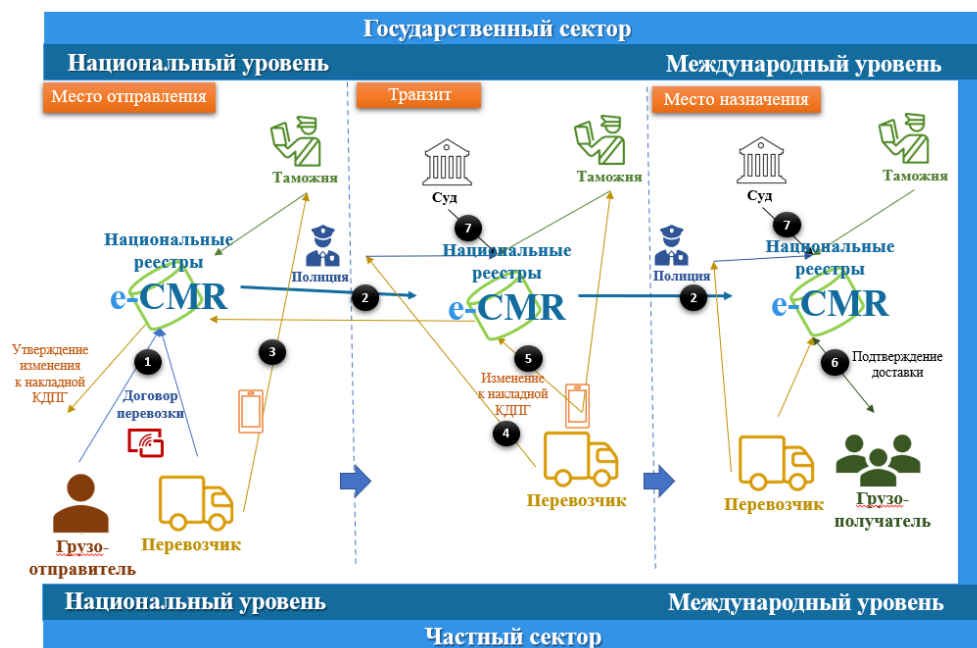 Государственный сектор
Национальный уровень
Международный уровень
Место отправления
Транзит
Место назначения
Таможня
Суд
7
Национальные
реестры
e-CMR
Полиция
2
Утверждение
изменения
к накладной
КДПГ
1
Договор
перевозки
3
Грузо-
отправитель
Перевозчик
Таможня
Национальные
реестры
e-CMR
5
Изменение
к накладной
КДПГ
4
Перевозчик
Полиция
2
Суд
7
Таможня
Национальные
реестры
e-CMR
6
Подтверждение
доставки
Перевозчик
Грузо-
получатель
Национальный уровень
Международный уровень
Частный сектор